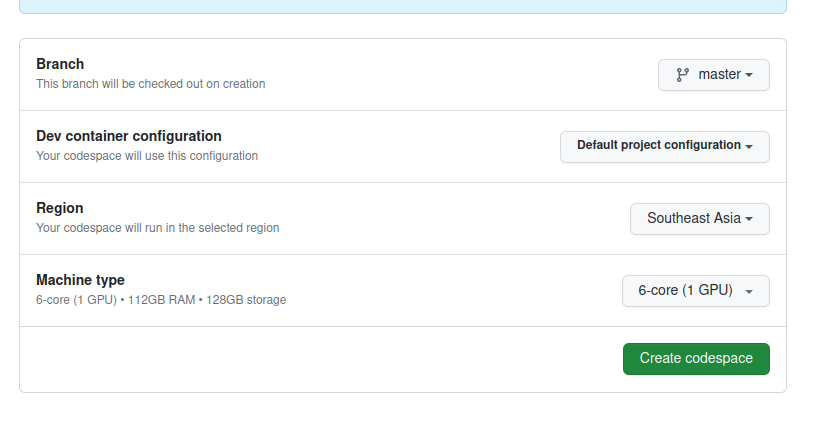 Branch
This branch will be checked out on creation
master
Dev container configuration
Your codespace will use this configuration
Default project configuration
Region
Your codespace will run in the selected region
Southeast Asia
Machine type
6-core (1 GPU) • 112GB RAM • 128GB storage
6-core (1 GPU)
Create codespace